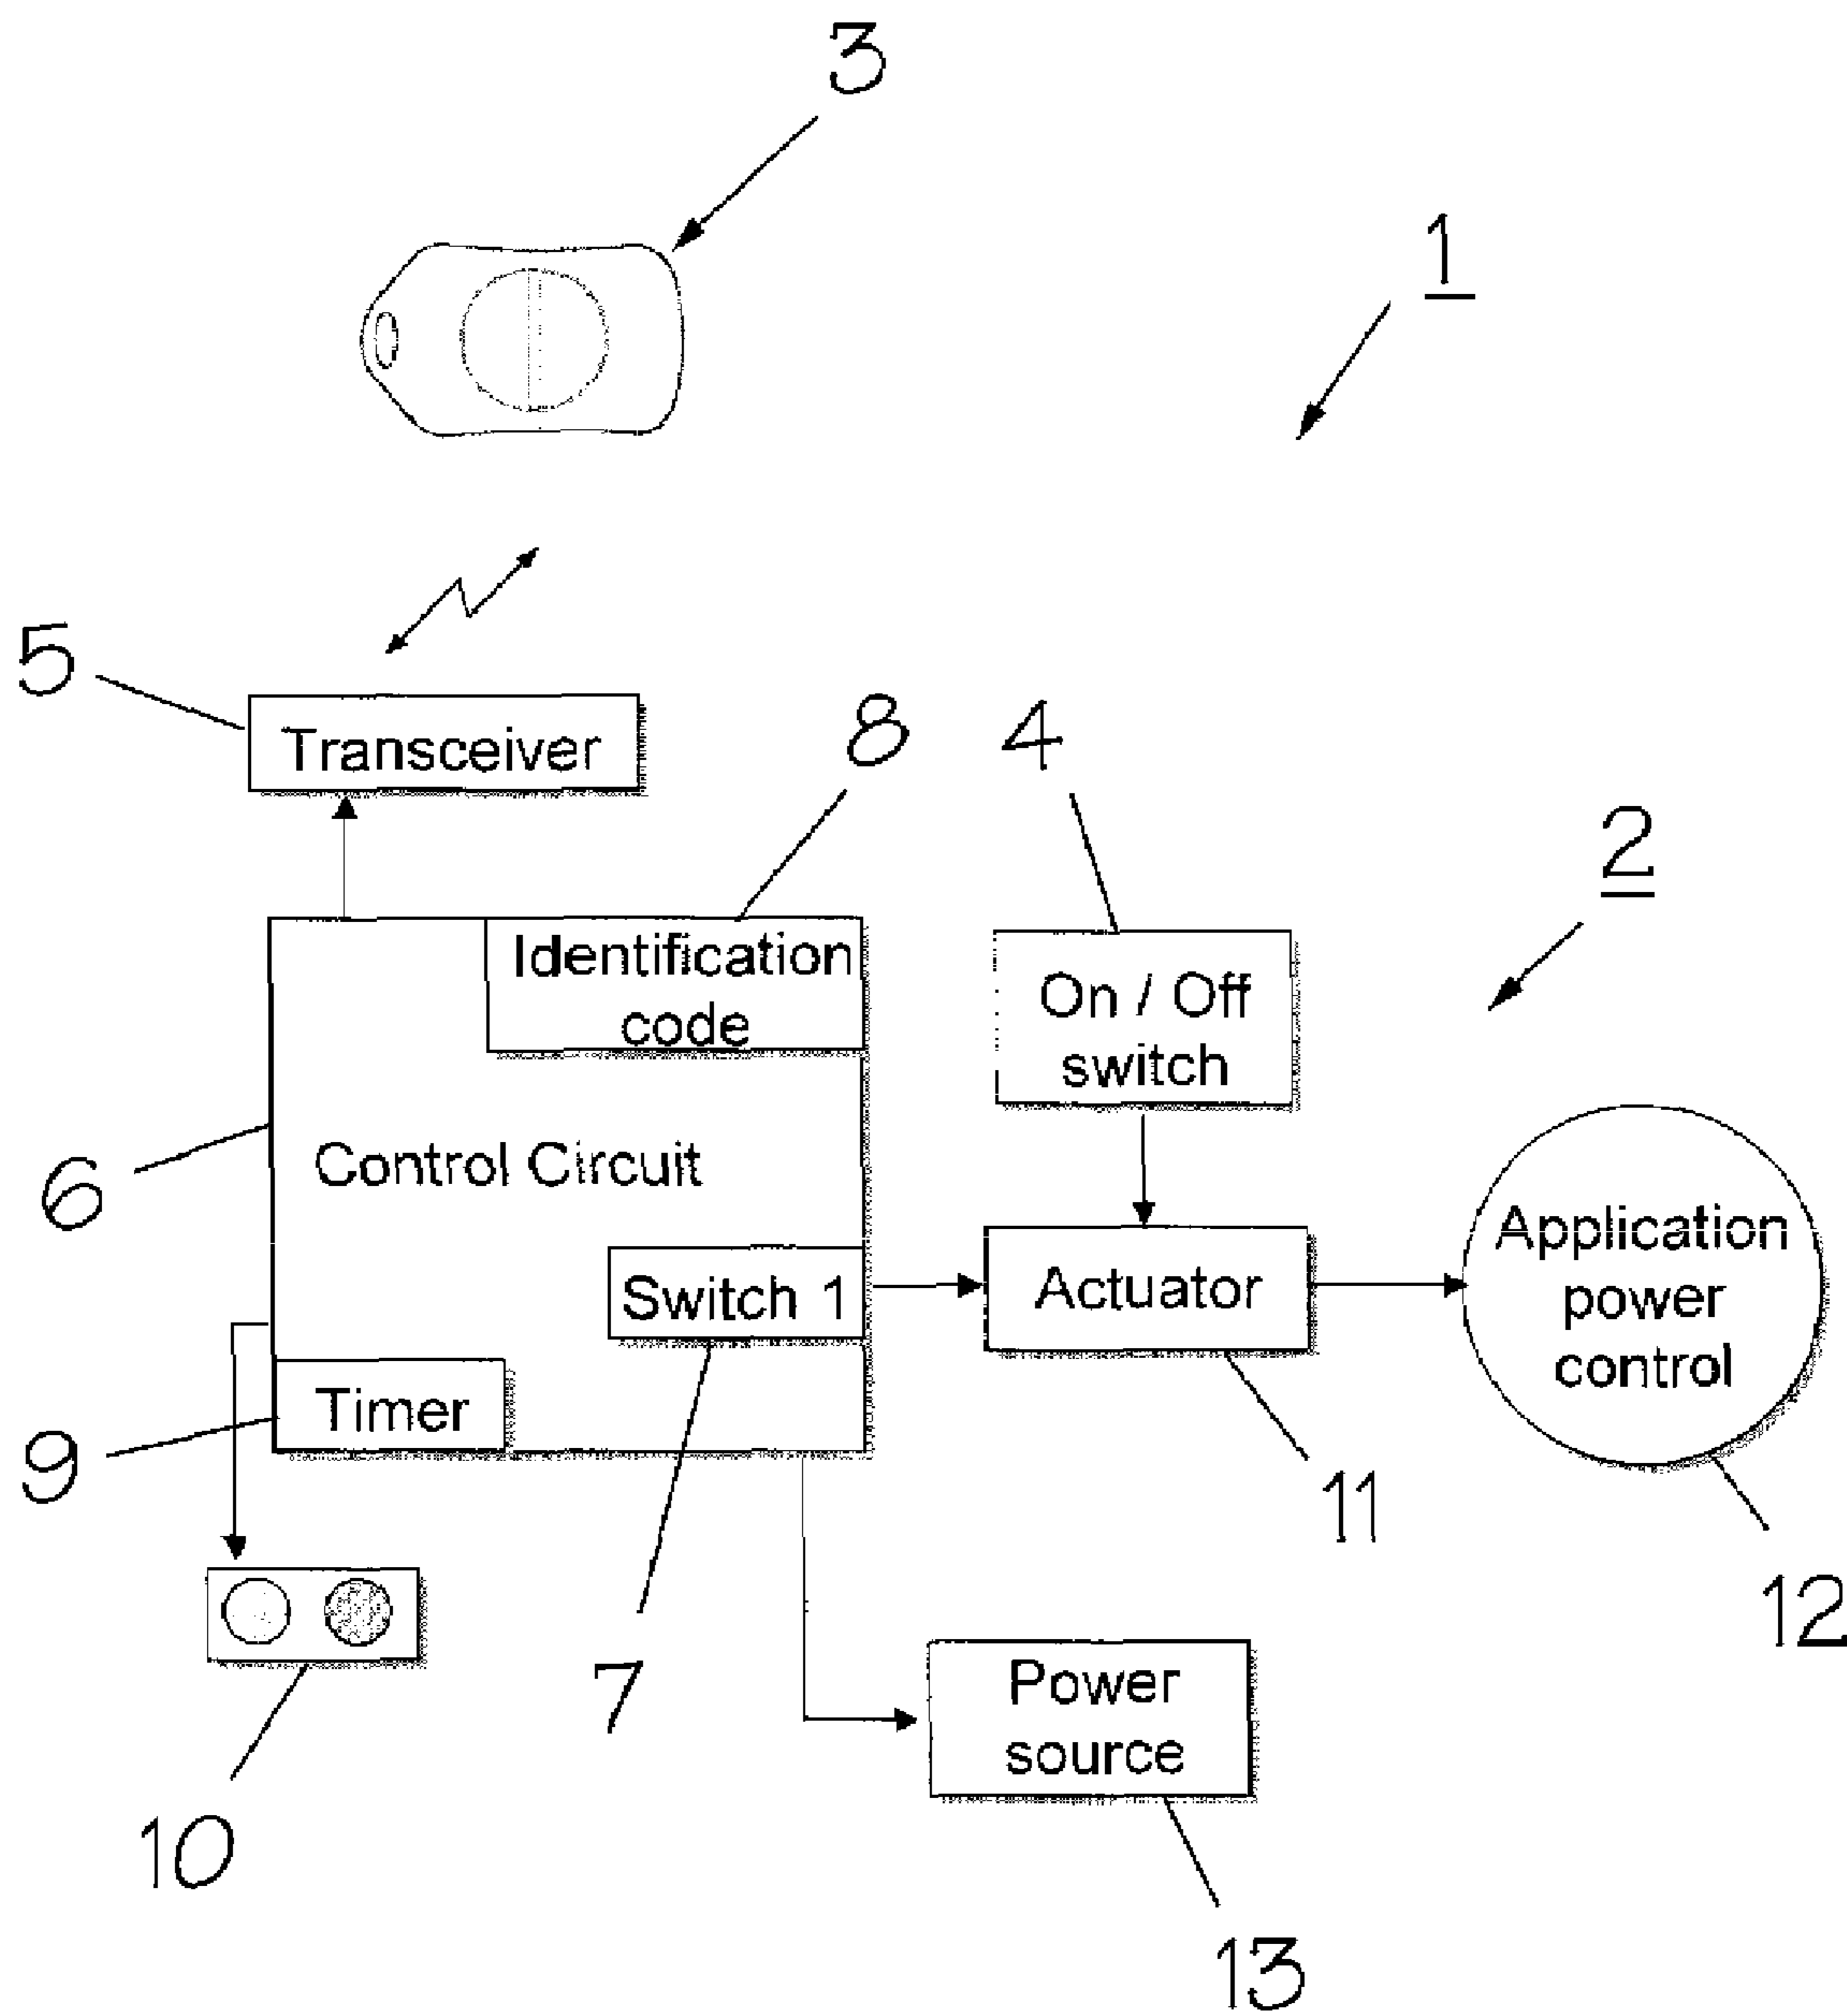 3
1
5
Transceiver
8
4
2
Identification
code
On / Off
switch
6
Control Circuit
Application
power
control
Switch 1
Actuator
Timer
9
11
12
7
Power
source
10
13